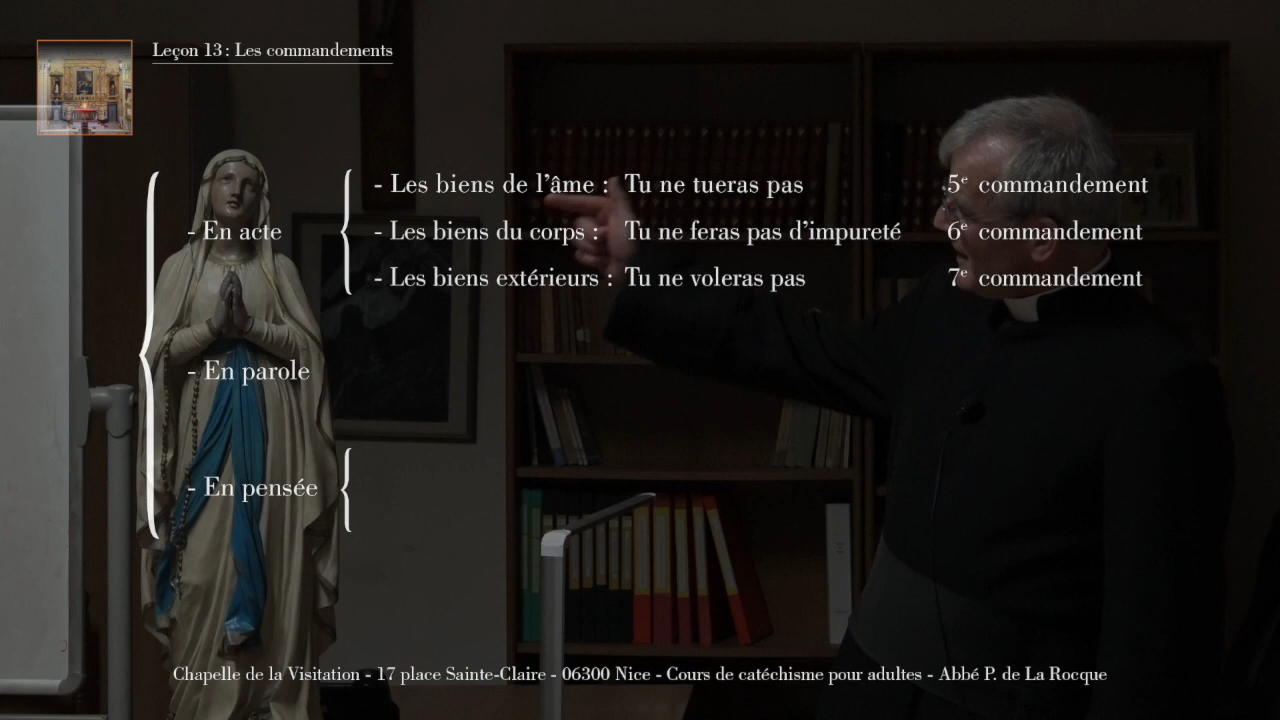 Leçon 13 : Les commandements
- En acte
- Les biens de l'âme : Tu ne tueras pas 5e commandement
- Les biens du corps : Tu ne feras pas d'impureté 6e commandement
- Les biens extérieurs : Tu ne voleras pas 7e commandement
- En parole
- En pensée
Chapelle de la Visitation - 17 place Sainte-Claire - 06300 Nice - Cours de catéchisme pour adultes - Abbé P. de La Rocque